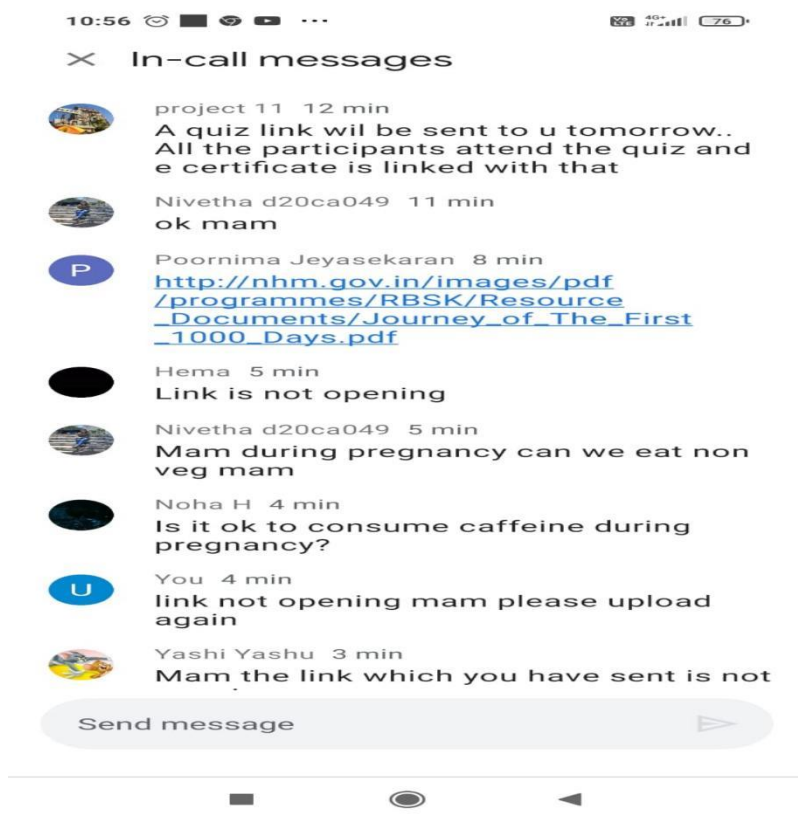 10:56
Vo LTE 4G+ 76
In-call messages
project 11 12 min
A quiz link wil be sent to u tomorrow..
All the participants attend the quiz and
e certificate is linked with that
Nivetha d20ca049 11 min
ok mam
P
Poornima Jeyasekaran 8 min
http://nhm.gov.in/images/pdf
/programmes/RBSK/Resource
_Documents/Journey_of_The_First
_1000_Days.pdf
Hema 5 min
Link is not opening
Nivetha d20ca049 5 min
Mam during pregnancy can we eat non
veg mam
Noha H 4 min
Is it ok to consume caffeine during
pregnancy?
U
You 4 min
link not opening mam please upload
again
Yashi Yashu 3 min
Mam the link which you have sent is not
Send message